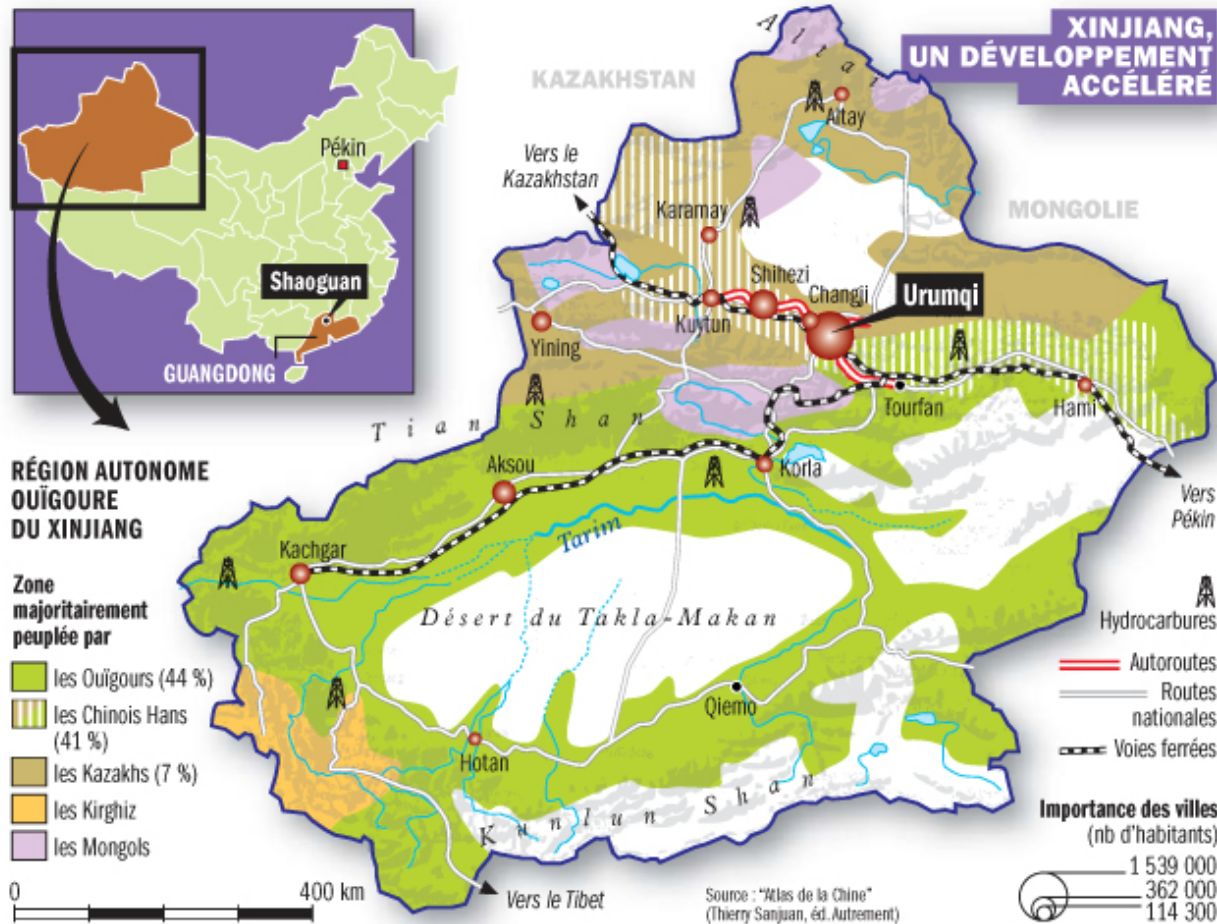 XINJIANG,
UN DÉVELOPPEMENT
ACCÉLÉRÉ
Pékin
Shaoguan
GUANGDONG
KAZAKHSTAN
MONGOLIE
Altaï
Altay
Vers le
Kazakhstan
Karamay
Shihezi
Changji
Urumqi
Kuytun
Yining
Tourfan
Hami
Tian Shan
Aksou
Korla
Vers
Pékin
Tarim
Kachgar
Désert du Takla-Makan
Qiemo
Hotan
Kunlun Shan
Vers le Tibet
RÉGION AUTONOME
OUÏGOURE
DU XINJIANG
Zone
majoritairement
peuplée par
les Ouïgours (44 %)
les Chinois Hans
(41 %)
les Kazakhs (7 %)
les Kirghiz
les Mongols
0 400 km
Hydrocarbures
Autoroutes
Routes
nationales
Voies ferrées
Importance des villes
(nb d'habitants)
1 539 000
362 000
114 300
Source : "Atlas de la Chine"
(Thierry Sanjuan, éd. Autrement)